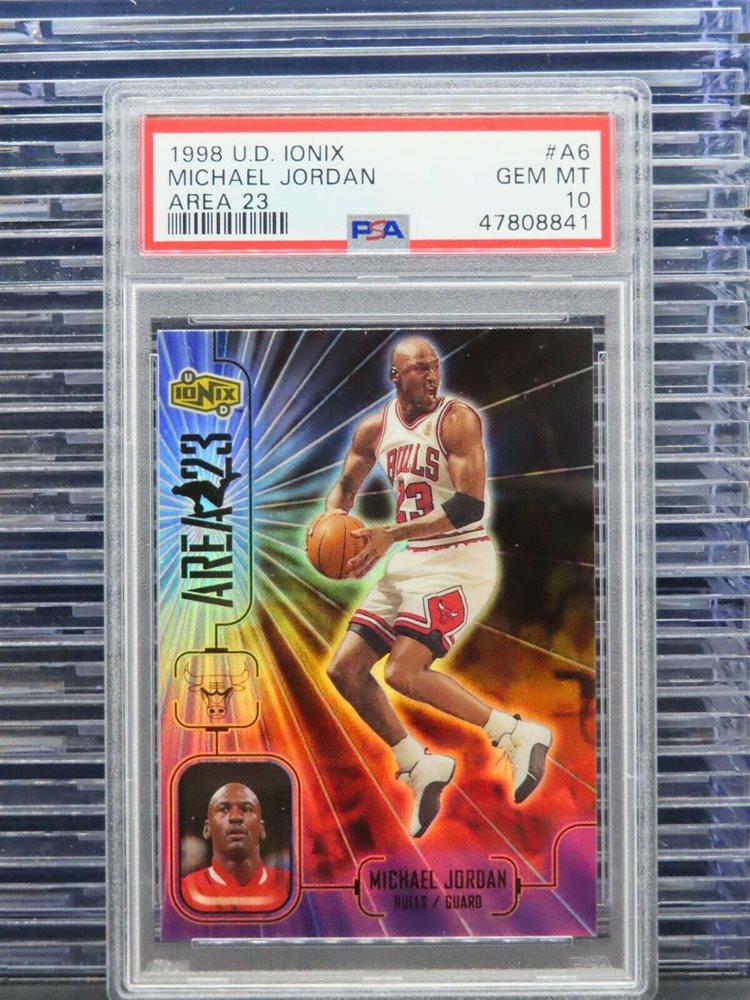 1998 U.D. IONIX #A6
MICHAEL JORDAN GEM MT
AREA 23 10
PSA 47808841
U
IONIX
D
AREA 23
BULLS
23
MICHAEL JORDAN
BULLS / GUARD